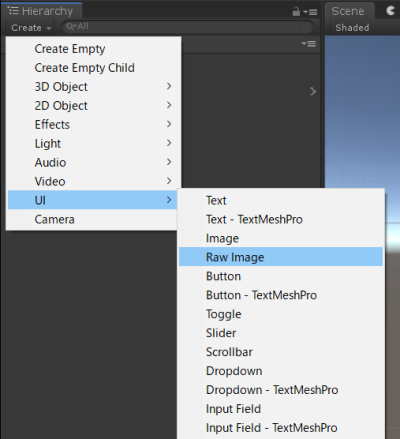 Hierarchy
Create
All
Create Empty
Create Empty Child
3D Object
2D Object
Effects
Light
Audio
Video
UI
Camera
Text
Text - TextMeshPro
Image
Raw Image
Button
Button - TextMeshPro
Toggle
Slider
Scrollbar
Dropdown
Dropdown - TextMeshPro
Input Field
Input Field - TextMeshPro
Scene
Shaded